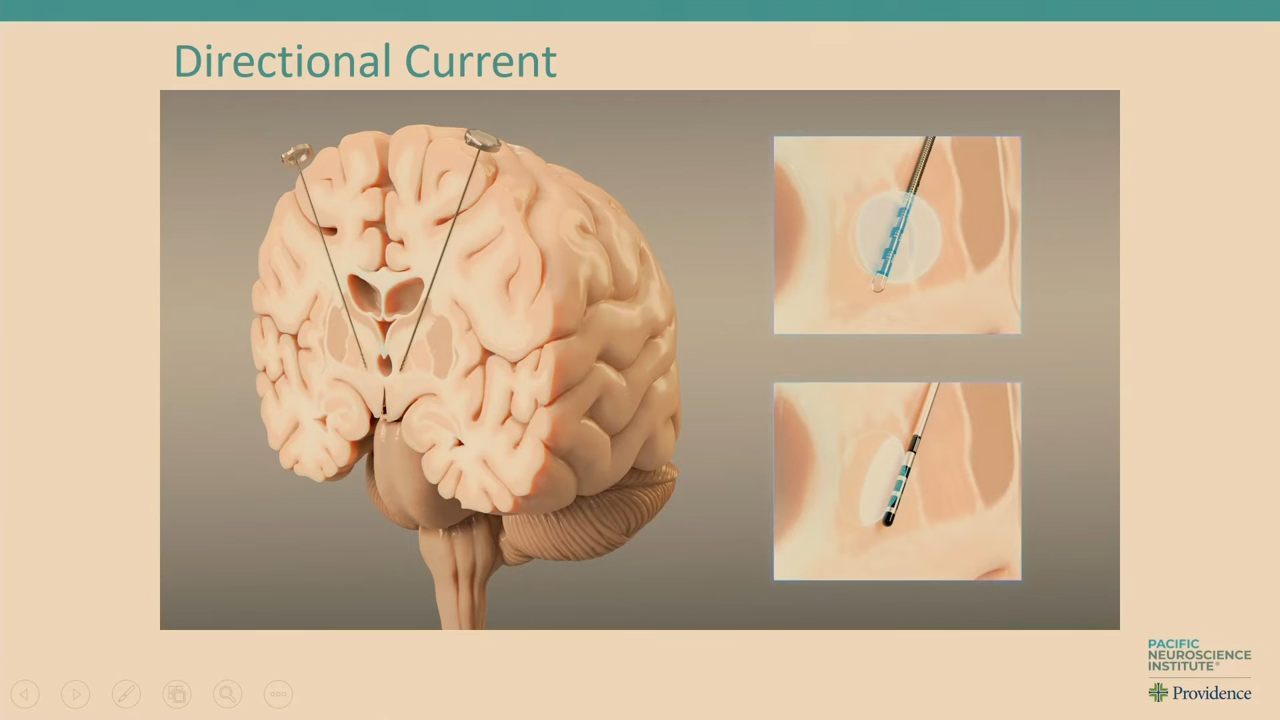 Directional Current
PACIFIC
NEUROSCIENCE
INSTITUTE®
Providence